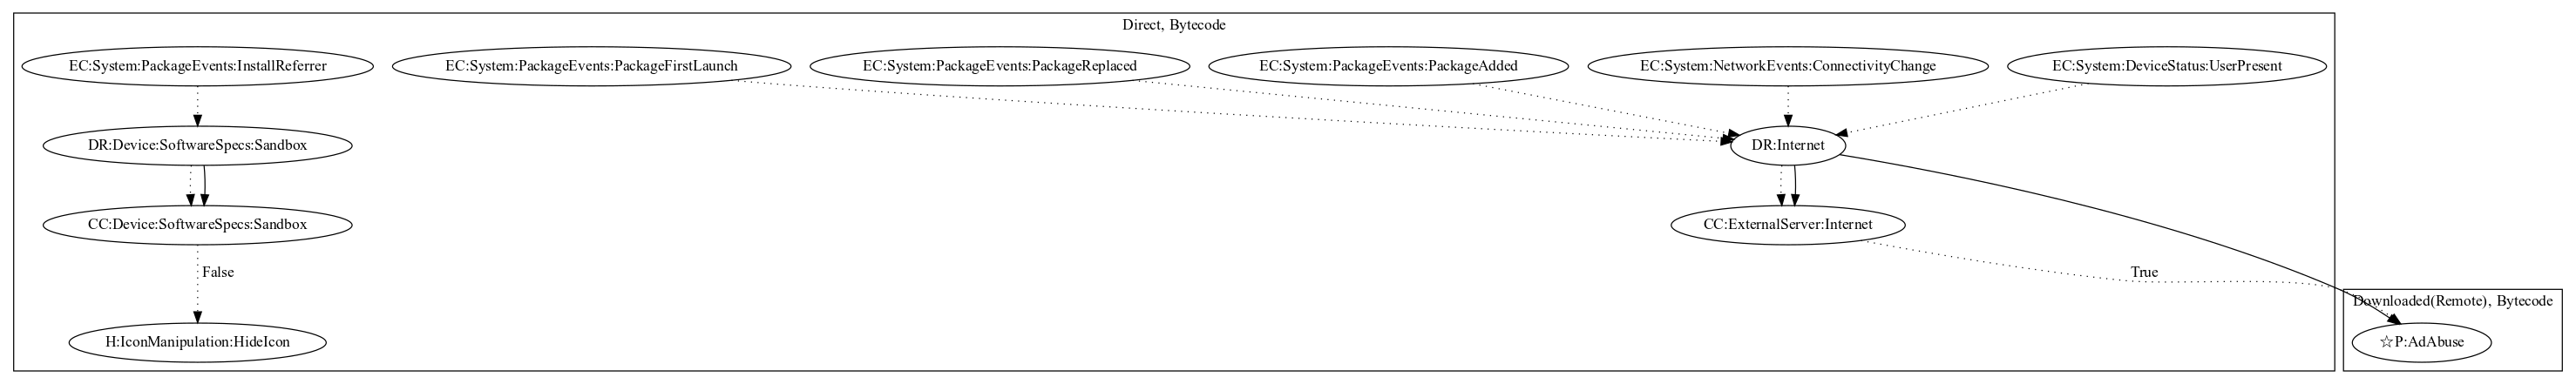 Direct, Bytecode
EC:System:PackageEvents:InstallReferrer
EC:System:PackageEvents:PackageFirstLaunch
EC:System:PackageEvents:PackageReplaced
EC:System:PackageEvents:PackageAdded
EC:System:NetworkEvents:ConnectivityChange
EC:System:DeviceStatus:UserPresent
DR:Device:SoftwareSpecs:Sandbox
DR:Internet
CC:Device:SoftwareSpecs:Sandbox
CC:ExternalServer:Internet
False
True
Downloaded(Remote), Bytecode
H:IconManipulation:HideIcon
☆P:AdAbuse